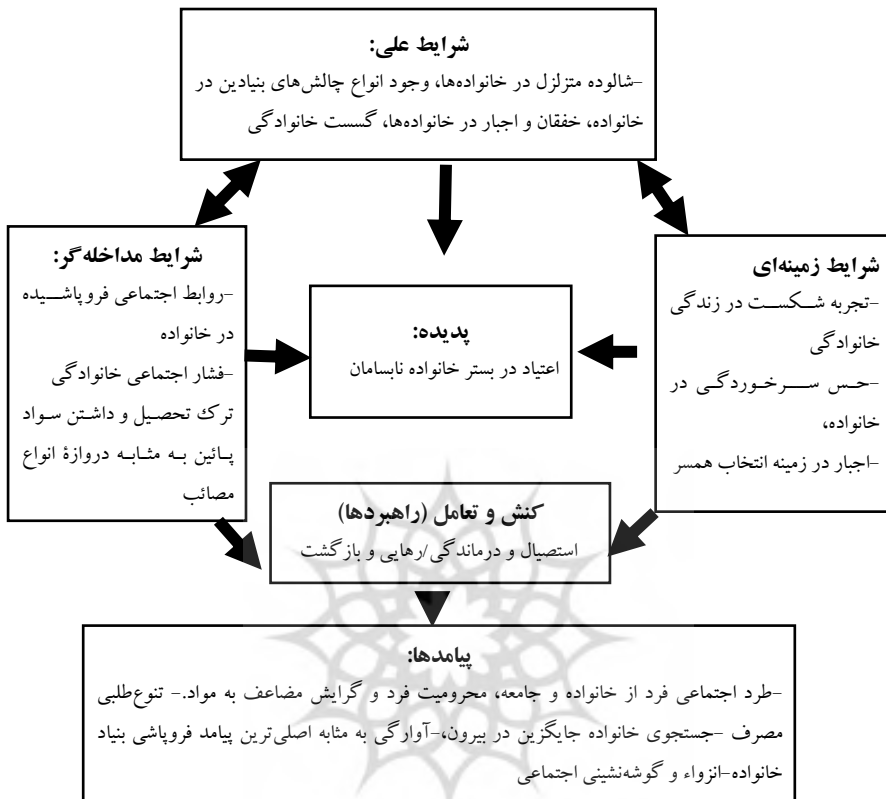 شرایط علی:
-شالوده متزلزل در خانواده‌ها، وجود انواع چالش‌های بنیادین در
خانواده، خفقان و اجبار در خانواده‌ها، گسست خانوادگی
شرایط زمینه‌ای
-تجربه شکست در زندگی
خانوادگی
-حس سرخوردگی در
خانواده،
-اجبار در زمینه انتخاب همسر
پدیده:
اعتیاد در بستر خانواده نابسامان
شرایط مداخله‌گر:
-روابط اجتماعی فروپاشیده
در خانواده
-فشار اجتماعی خانوادگی
ترک تحصیل و داشتن سواد
پائین به مثابه دروازۀ انواع
مصائب
کنش و تعامل (راهبردها)
استصیال و درماندگی/رهایی و بازگشت
پیامدها:
-طرد اجتماعی فرد از خانواده و جامعه، محرومیت فرد و گرایش مضاعف به مواد.- تنوع‌طلبی
مصرف -جستجوی خانواده جایگزین در بیرون،-آوارگی به مثابه اصلی‌ترین پیامد فروپاشی بنیاد
خانواده-انزواء و گوشه‌نشینی اجتماعی